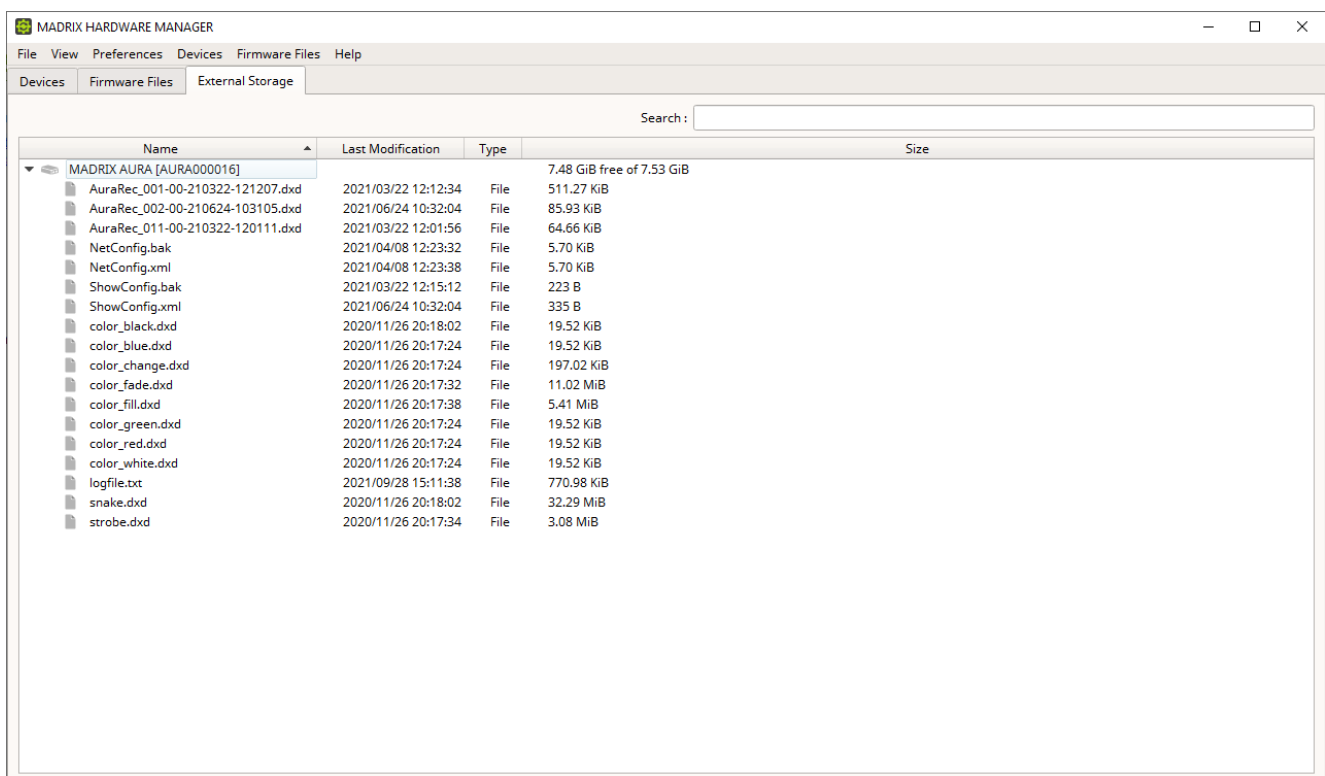 MADRIX HARDWARE MANAGER
File View Preferences Devices Firmware Files Help
Devices Firmware Files External Storage
Search :
Name Last Modification Type Size
MADRIX AURA [AURA000016] 7.48 GiB free of 7.53 GiB
AuraRec_001-00-210322-121207.dxd 2021/03/22 12:12:34 File 511.27 KiB
AuraRec_002-00-210624-103105.dxd 2021/06/24 10:32:04 File 85.93 KiB
AuraRec_011-00-210322-120111.dxd 2021/03/22 12:01:56 File 64.66 KiB
NetConfig.bak 2021/04/08 12:23:32 File 5.70 KiB
NetConfig.xml 2021/04/08 12:23:38 File 5.70 KiB
ShowConfig.bak 2021/03/22 12:15:12 File 223 B
ShowConfig.xml 2021/06/24 10:32:04 File 335 B
color_black.dxd 2020/11/26 20:18:02 File 19.52 KiB
color_blue.dxd 2020/11/26 20:17:24 File 19.52 KiB
color_change.dxd 2020/11/26 20:17:24 File 197.02 KiB
color_fade.dxd 2020/11/26 20:17:32 File 11.02 MiB
color_fill.dxd 2020/11/26 20:17:38 File 5.41 MiB
color_green.dxd 2020/11/26 20:17:24 File 19.52 KiB
color_red.dxd 2020/11/26 20:17:24 File 19.52 KiB
color_white.dxd 2020/11/26 20:17:24 File 19.52 KiB
logfile.txt 2021/09/28 15:11:38 File 770.98 KiB
snake.dxd 2020/11/26 20:18:02 File 32.29 MiB
strobe.dxd 2020/11/26 20:17:34 File 3.08 MiB